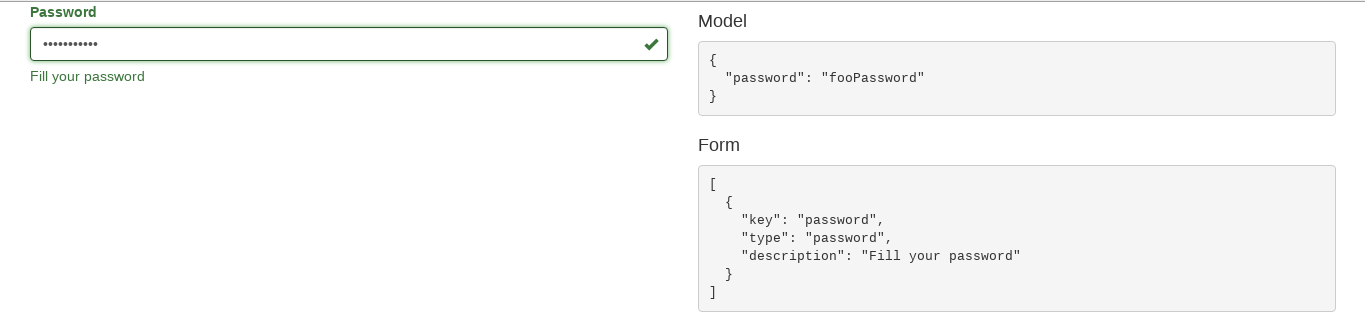 Password
•••••••••••
Fill your password
Model
{
  "password": "fooPassword"
}
Form
[
  {
    "key": "password",
    "type": "password",
    "description": "Fill your password"
  }
]